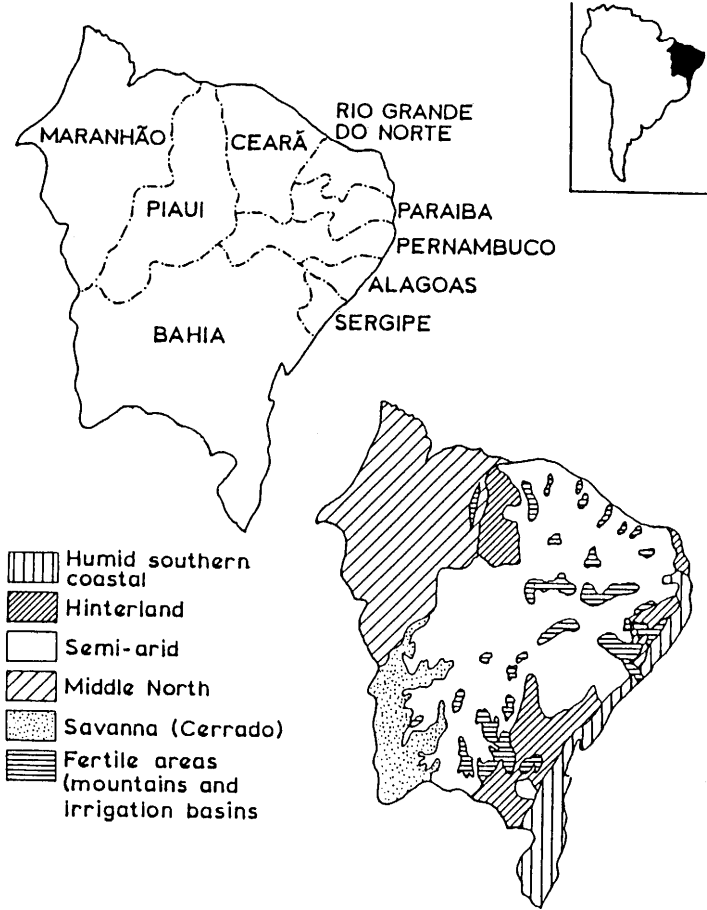 RIO GRANDE
DO NORTE
MARANHÃO
CEARÁ
PIAUI
PARAIBA
PERNAMBUCO
ALAGOAS
SERGIPE
BAHIA
Humid southern
coastal
Hinterland
Semi-arid
Middle North
Savanna (Cerrado)
Fertile areas
(mountains and
irrigation basins